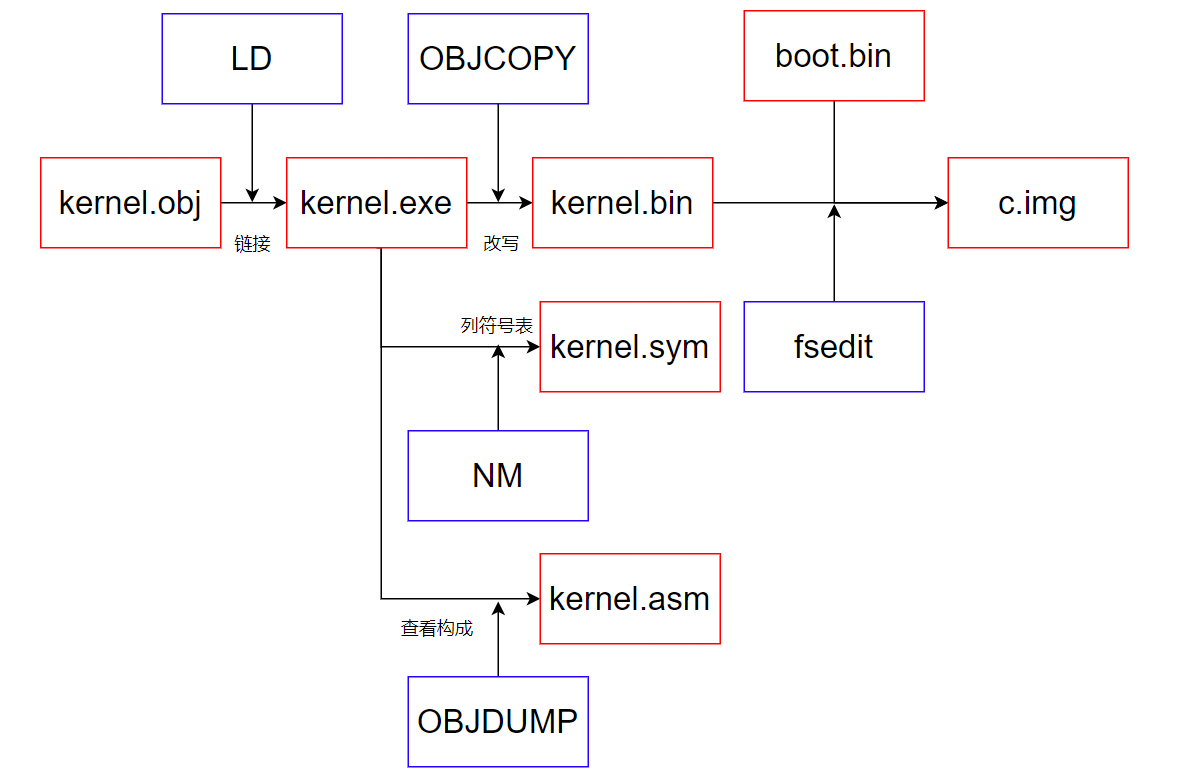 LD
OBJCOPY
boot.bin
kernel.obj
kernel.exe
kernel.bin
c.img
链接
改写
列符号表
kernel.sym
fsedit
NM
kernel.asm
查看构成
OBJDUMP